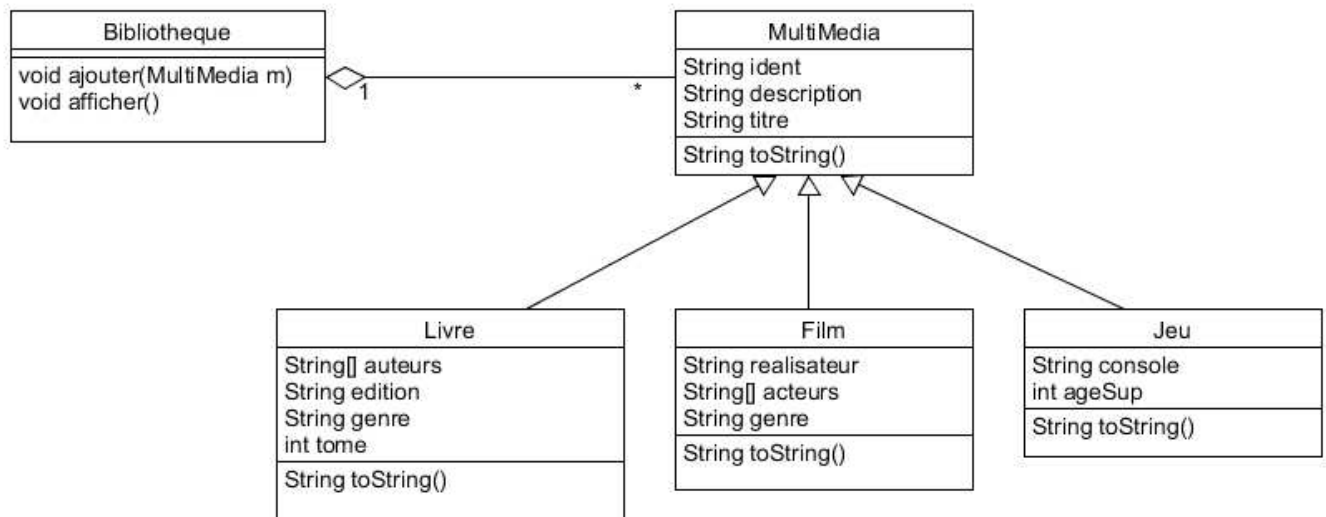 Bibliotheque
void ajouter(MultiMedia m)
void afficher()
1
*
MultiMedia
String ident
String description
String titre
String toString()
Livre
String[] auteurs
String edition
String genre
int tome
String toString()
Film
String realisateur
String[] acteurs
String genre
String toString()
Jeu
String console
int ageSup
String toString()